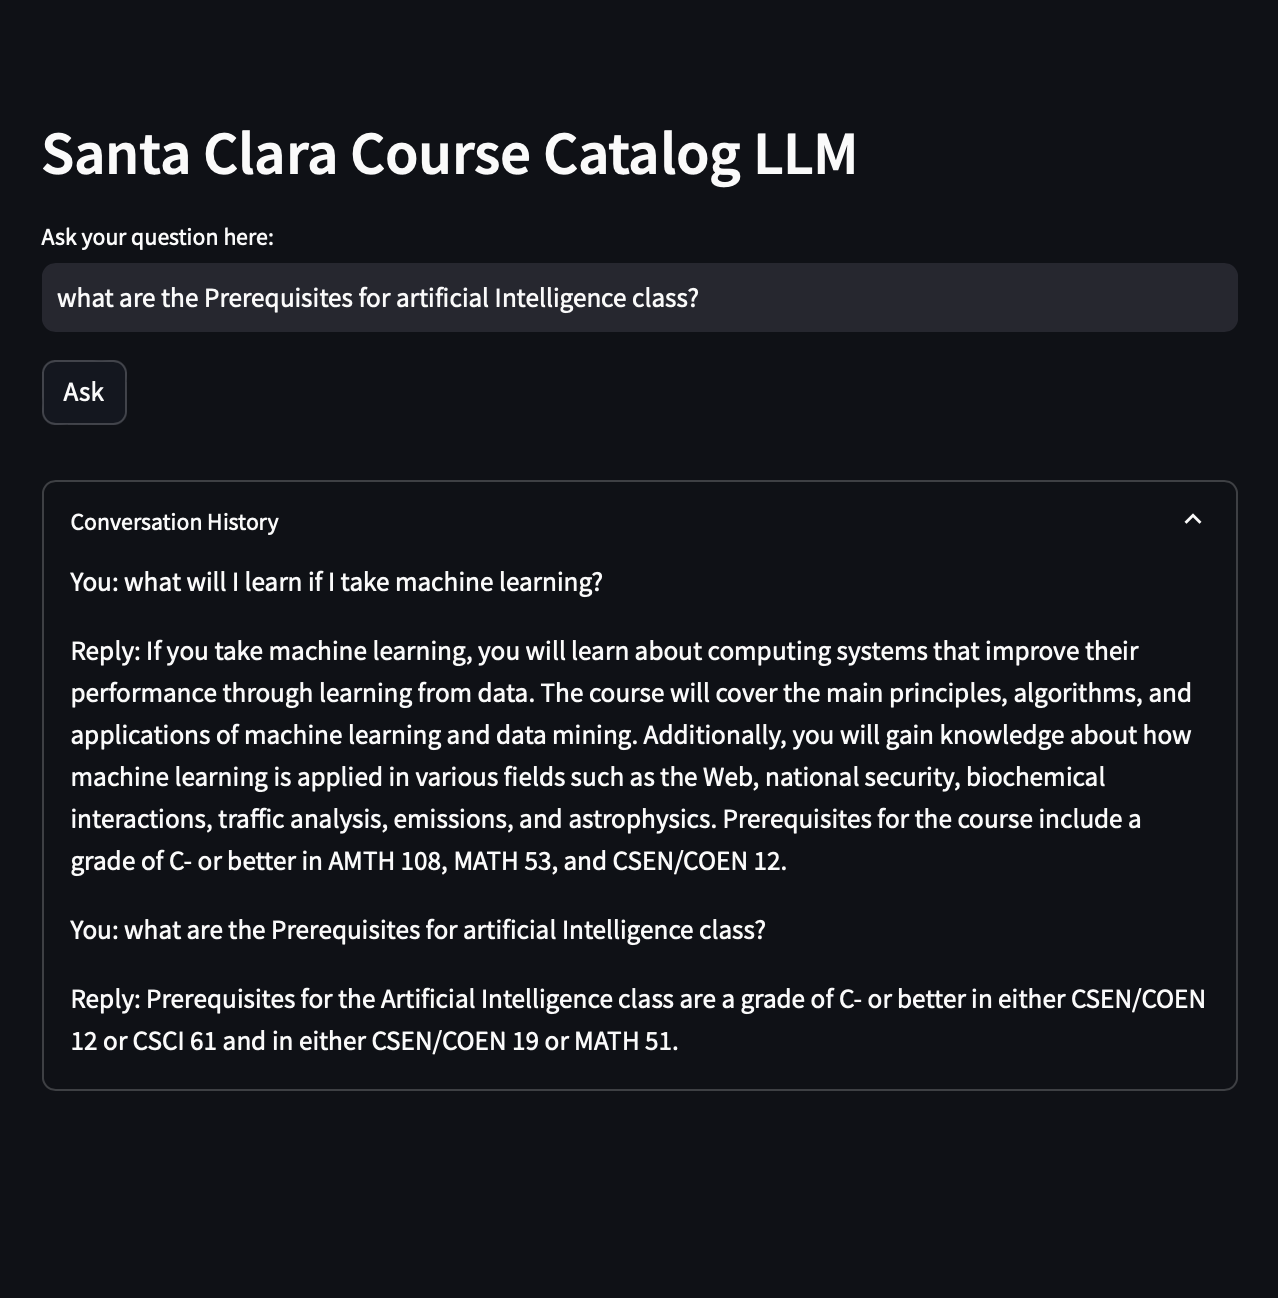 Santa Clara Course Catalog LLM
Ask your question here:
what are the Prerequisites for artificial Intelligence class?
Ask
Conversation History
You: what will I learn if I take machine learning?
Reply: If you take machine learning, you will learn about computing systems that improve their
performance through learning from data. The course will cover the main principles, algorithms, and
applications of machine learning and data mining. Additionally, you will gain knowledge about how
machine learning is applied in various fields such as the Web, national security, biochemical
interactions, traffic analysis, emissions, and astrophysics. Prerequisites for the course include a
grade of C- or better in AMTH 108, MATH 53, and CSEN/COEN 12.
You: what are the Prerequisites for artificial Intelligence class?
Reply: Prerequisites for the Artificial Intelligence class are a grade of C- or better in either CSEN/COEN
12 or CSCI 61 and in either CSEN/COEN 19 or MATH 51.